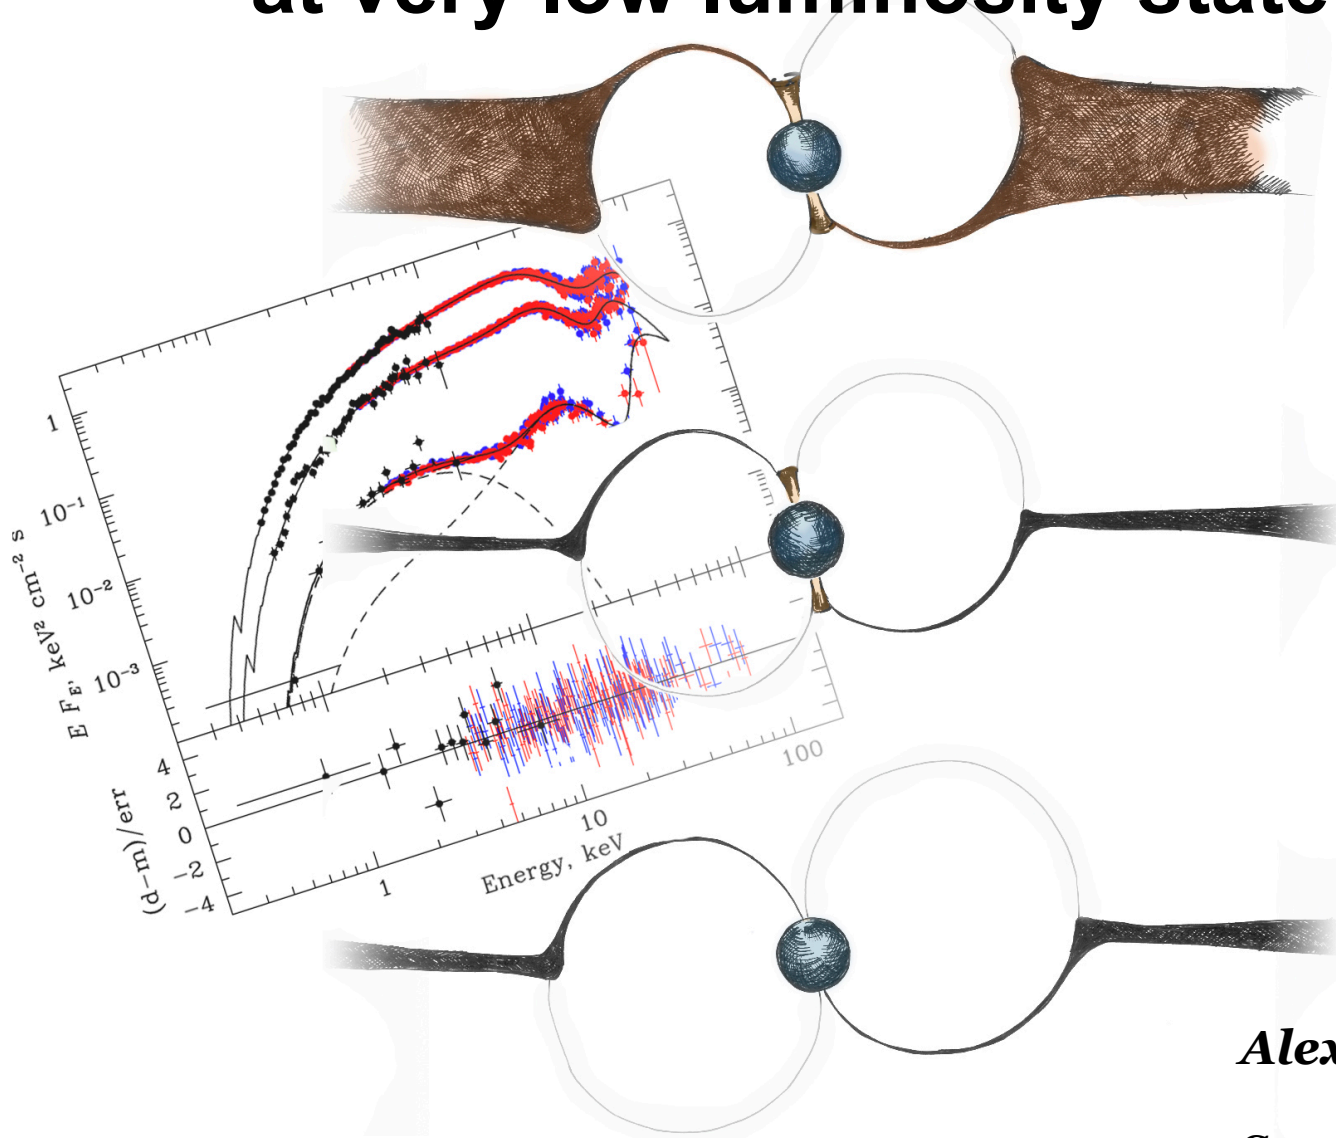 at very low luminosity state
1
10⁻¹
10⁻²
10⁻³
E F_E, keV² cm⁻² s
4
2
0
−2
−4
(d−m)/err
1
10
100
Energy, keV
Alex